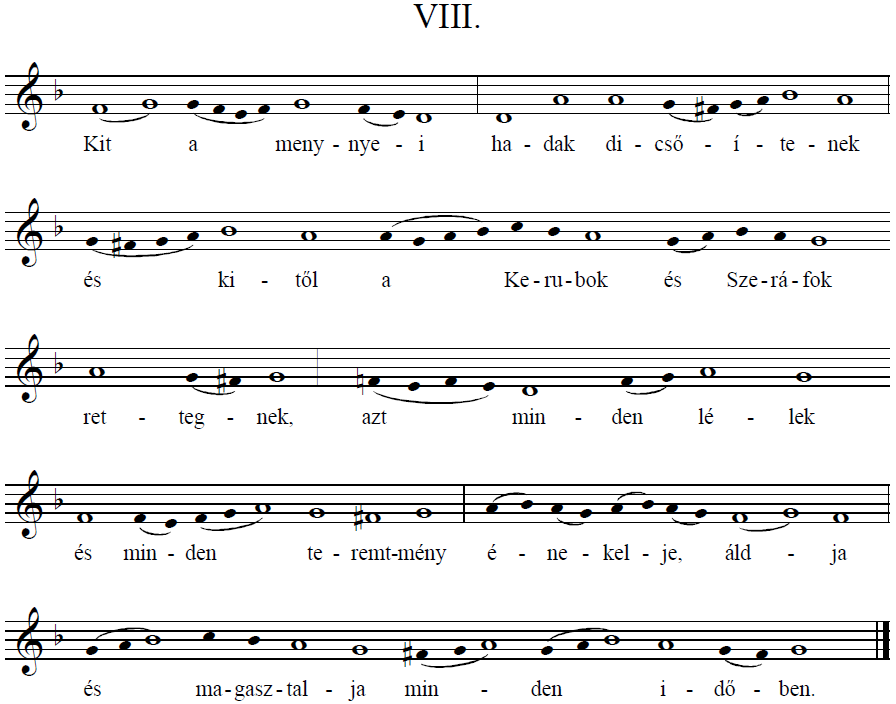 VIII.
Kit a meny - nye - i ha - dak di - cső - í - te - nek
és ki - től a Ke - ru - bok és Sze - rá - fok
ret - teg - nek, azt min - den lé - lek
és min - den te - remt - mény é - ne - kel - je, áld - ja
és ma - gasz - tal - ja min - den i - dő - ben.